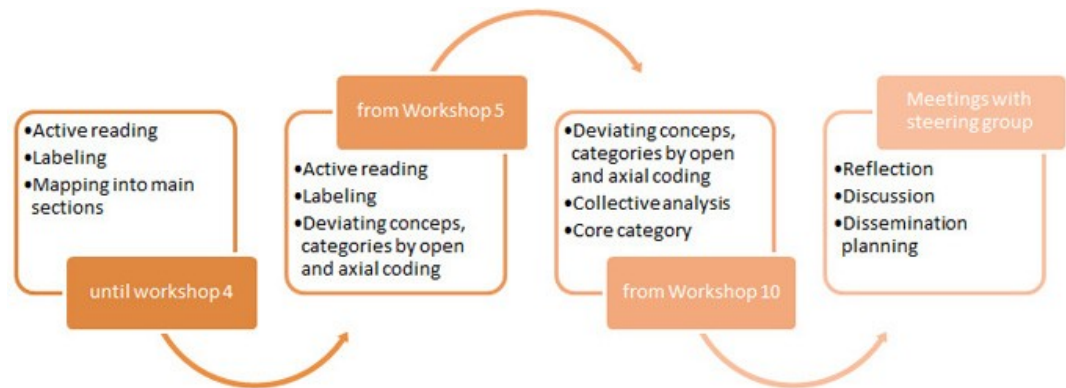 •Active reading
•Labeling
•Mapping into main
sections
until workshop 4
from Workshop 5
•Active reading
•Labeling
•Deviating conceps,
categories by open
and axial coding
•Deviating conceps,
categories by open
and axial coding
•Collective analysis
•Core category
from Workshop 10
Meetings with
steering group
•Reflection
•Discussion
•Dissemination
planning